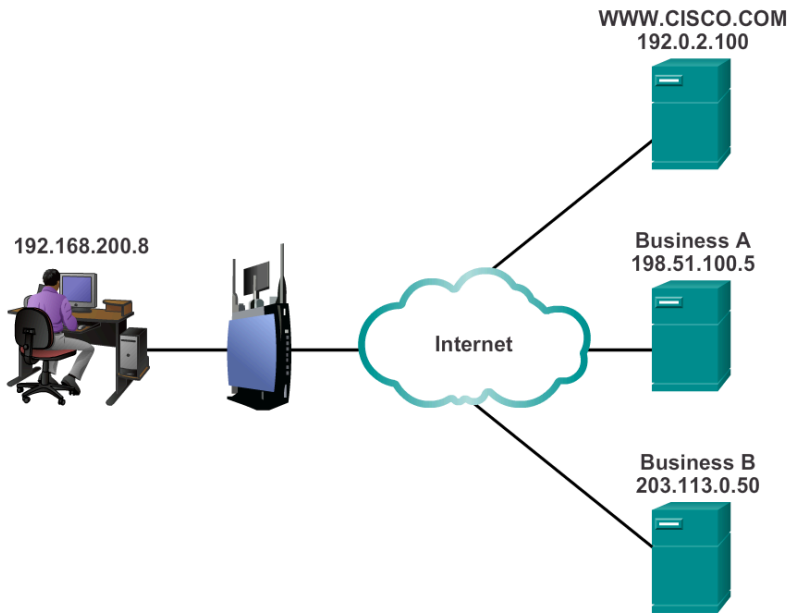 WWW.CISCO.COM
192.0.2.100
192.168.200.8
Business A
198.51.100.5
Internet
Business B
203.113.0.50